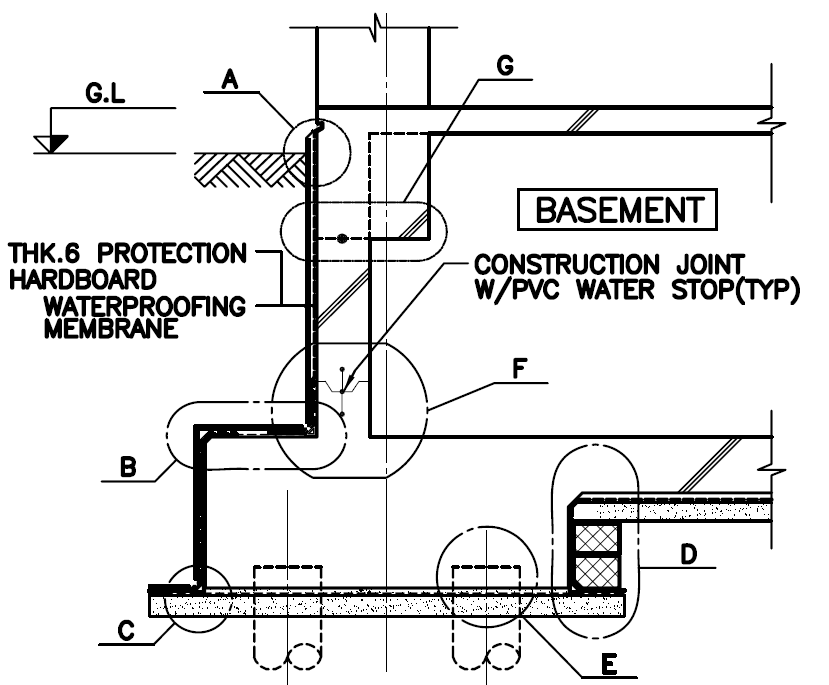 G
A
G.L
BASEMENT
THK.6 PROTECTION
HARDBOARD
WATERPROOFING
MEMBRANE
CONSTRUCTION JOINT
W/PVC WATER STOP(TYP)
F
B
D
C
E